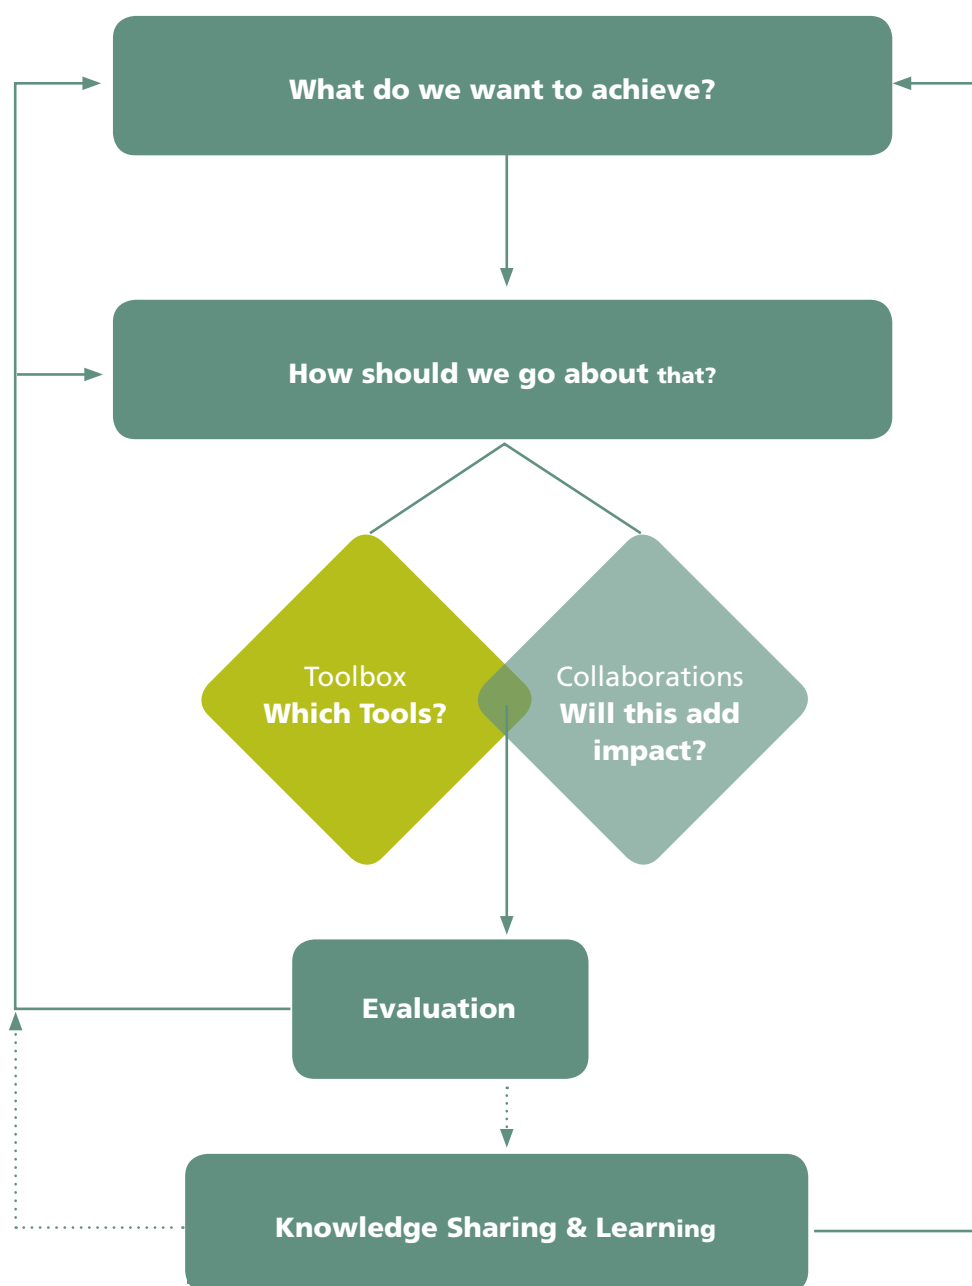 What do we want to achieve?
How should we go about that?
Toolbox
Which Tools?
Collaborations
Will this add
impact?
Evaluation
Knowledge Sharing & Learning